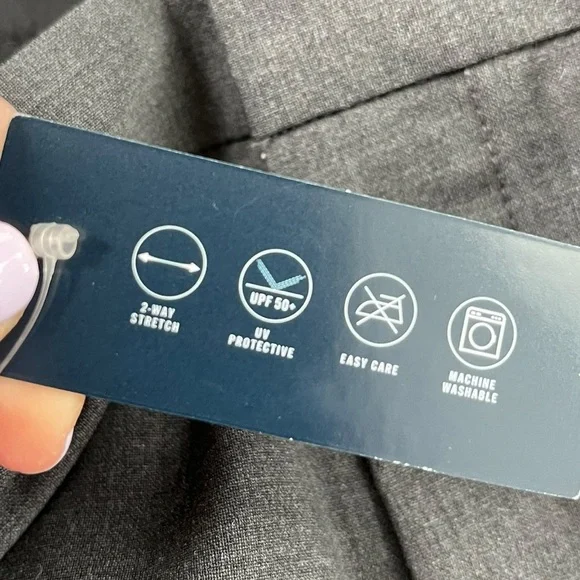 2-WAY
STRETCH
UPF 50+
UV
PROTECTIVE
EASY CARE
MACHINE
WASHABLE